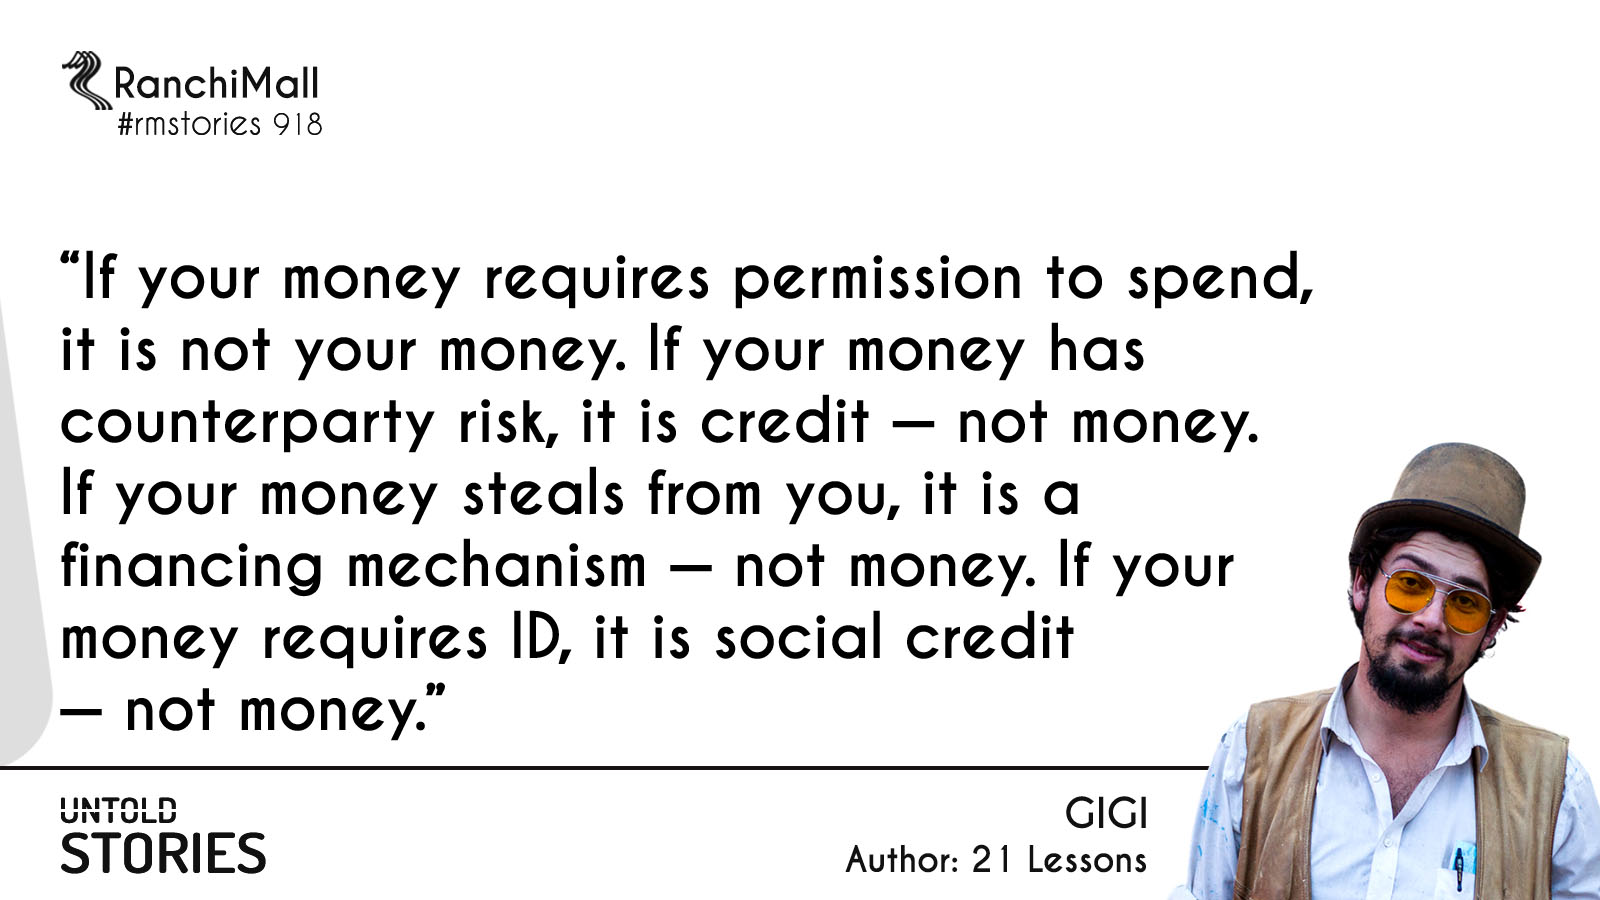 RanchiMall
#rmstories 918
“If your money requires permission to spend,
it is not your money. If your money has
counterparty risk, it is credit — not money.
If your money steals from you, it is a
financing mechanism — not money. If your
money requires ID, it is social credit
— not money.”
UNTOLD
STORIES
GIGI
Author: 21 Lessons